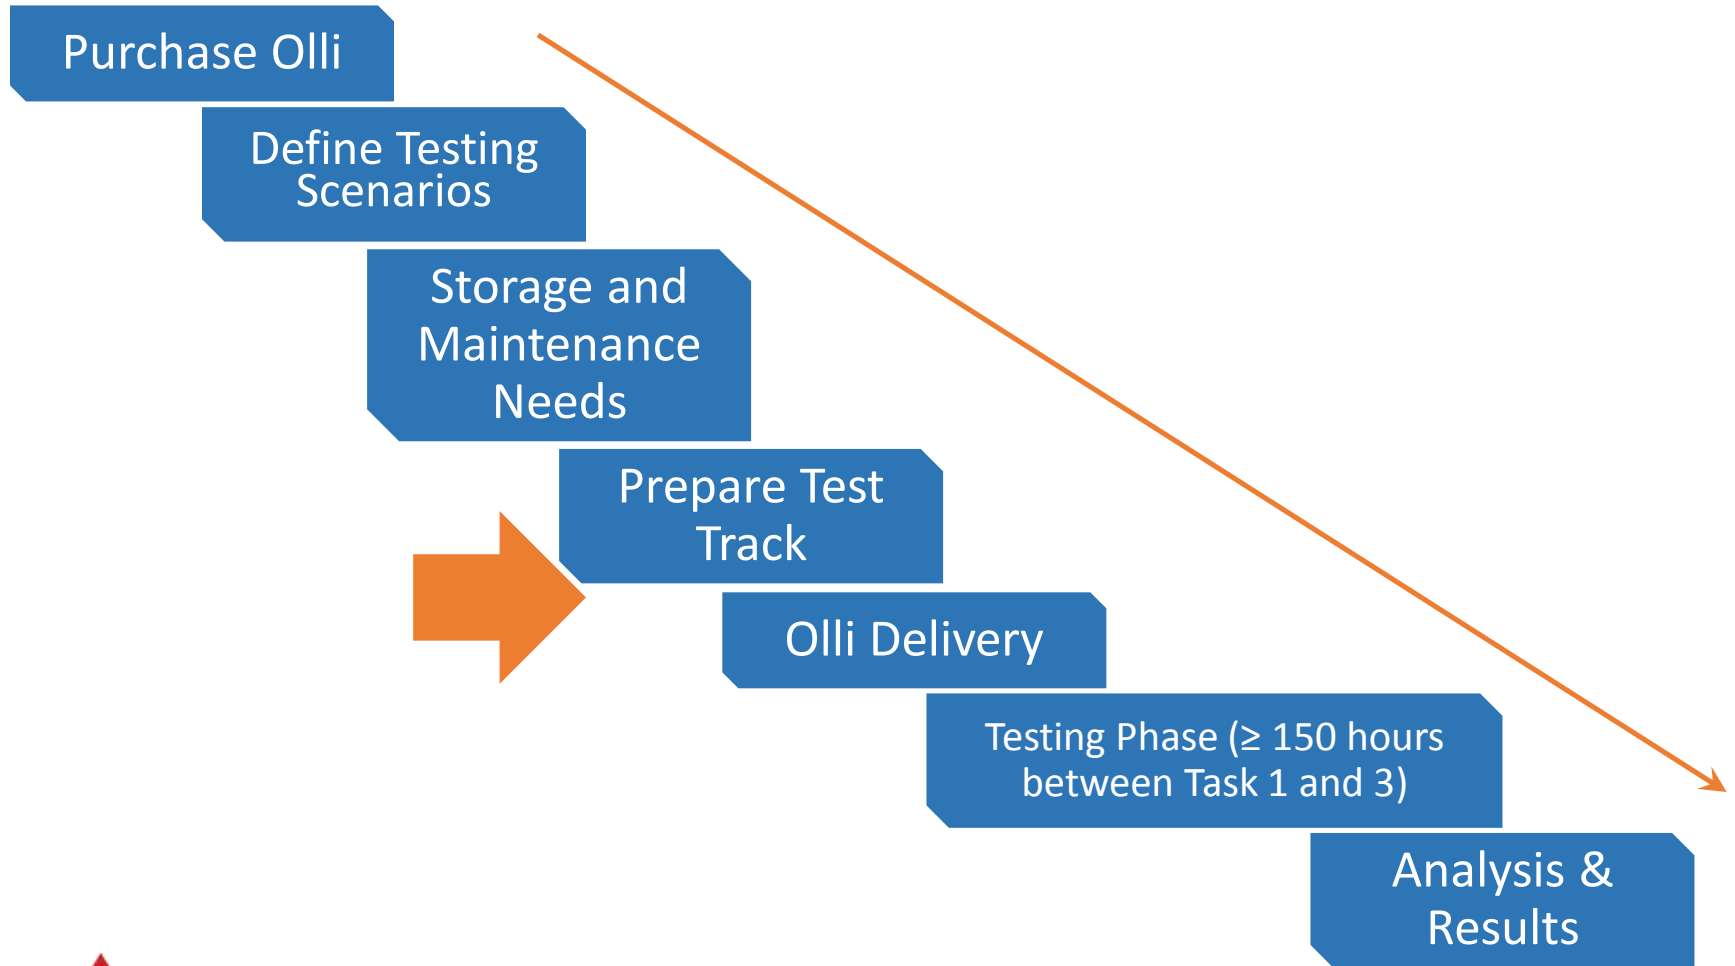 Purchase Olli
Define Testing
Scenarios
Storage and
Maintenance
Needs
Prepare Test
Track
Olli Delivery
Testing Phase (≥ 150 hours
between Task 1 and 3)
Analysis &
Results